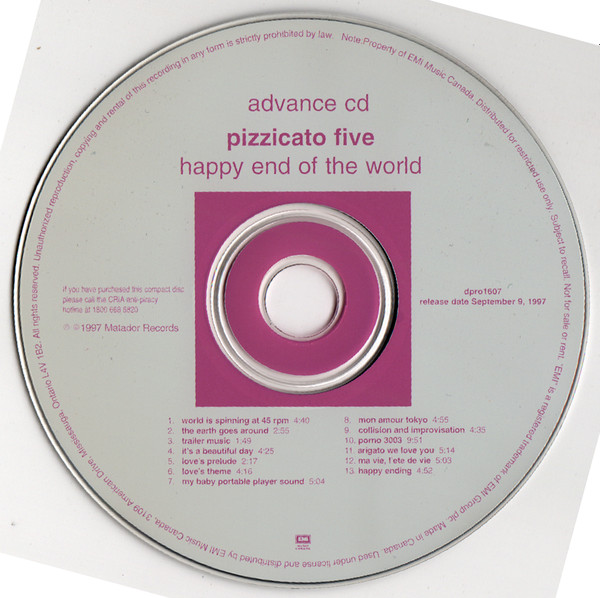 advance cd
pizzicato five
happy end of the world
if you have purchased this compact disc
please call the CRIA anti-piracy
hotline at 1800 668 8820
℗ © 1997 Matador Records
dpro1607
release date September 9, 1997
1. world is spinning at 45 rpm 4:40
2. the earth goes around 2:55
3. trailer music 1:49
4. it's a beautiful day 4:25
5. love's prelude 2:17
6. love's theme 4:16
7. my baby portable player sound 5:04
8. mon amour tokyo 4:55
9. collision and improvisation 4:35
10. porno 3003 9:51
11. arigato we love you 5:14
12. ma vie, l'ete de vie 5:03
13. happy ending 4:52
EMI
Made in Canada. Used under license and distributed by EMI Music Canada, 3109 American Drive, Mississauga, Ontario L4V 1B2. All rights reserved. Unauthorized reproduction, copying and rental of this recording in any form is strictly prohibited by law. Note:Property of EMI Music Canada. Distributed for restricted use only. Subject to recall. Not for sale or rent. 'EMI' is a registered trademark of EMI Group plc.